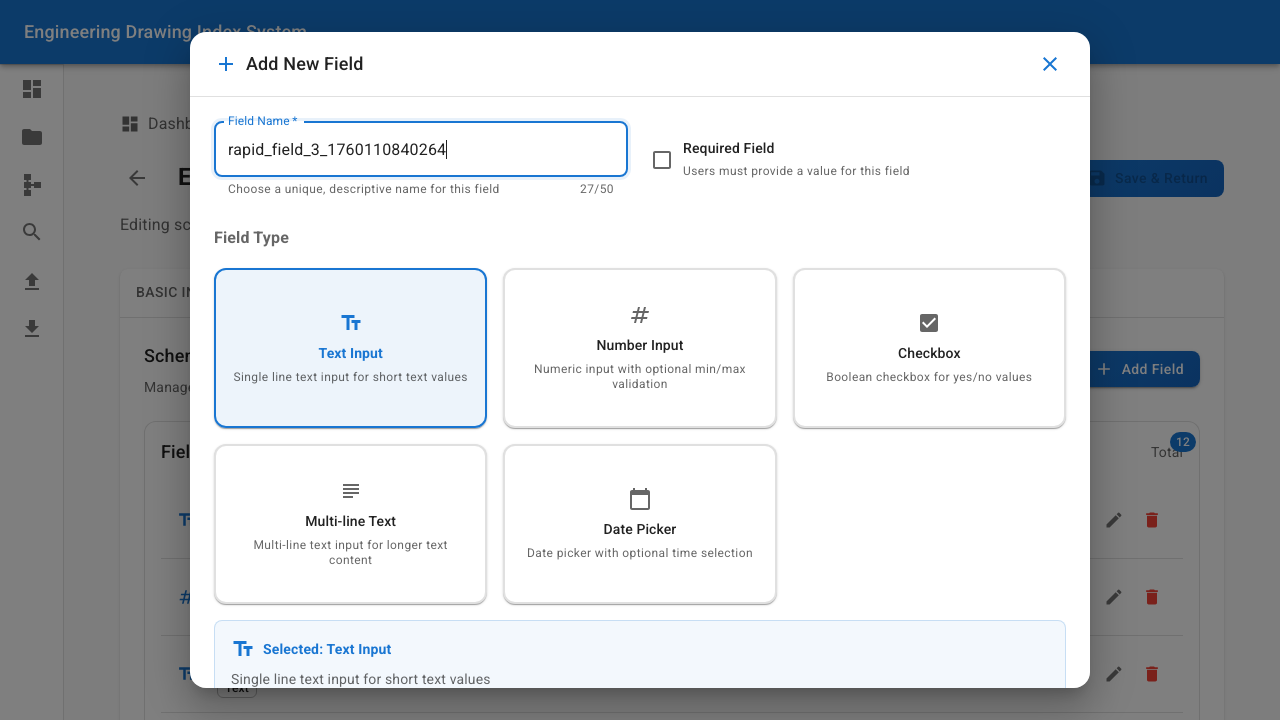 Engineering Drawing Index System
Add New Field
Dashb
Field Name *
rapid_field_3_1760110840264
Choose a unique, descriptive name for this field
27/50
Required Field
Users must provide a value for this field
E
Save & Return
Editing sc
Field Type
BASIC IN
Text Input
Single line text input for short text values
Number Input
Numeric input with optional min/max
validation
Checkbox
Boolean checkbox for yes/no values
Schem
Manag
Add Field
Fiel
Total
12
Multi-line Text
Multi-line text input for longer text
content
Date Picker
Date picker with optional time selection
Selected: Text Input
Single line text input for short text values
Text